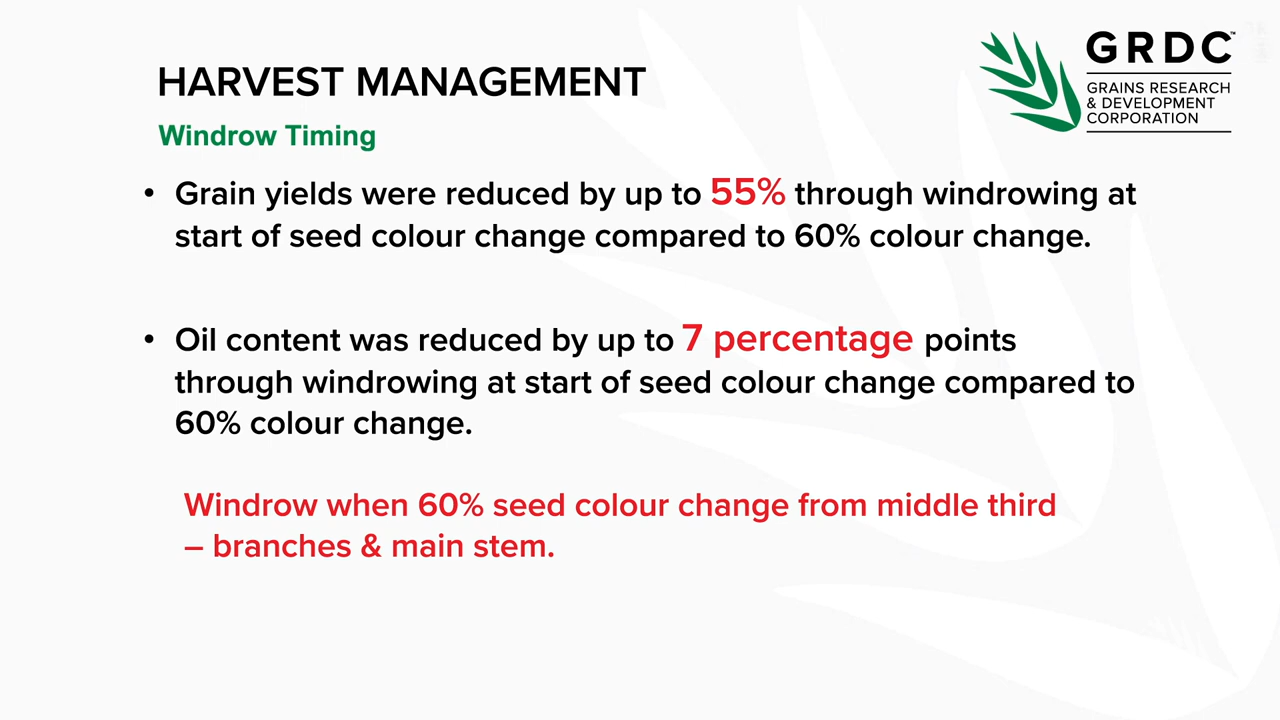 HARVEST MANAGEMENT
GRDC™
GRAINS RESEARCH
& DEVELOPMENT
CORPORATION
Windrow Timing
• Grain yields were reduced by up to 55% through windrowing at
start of seed colour change compared to 60% colour change.
• Oil content was reduced by up to 7 percentage points
through windrowing at start of seed colour change compared to
60% colour change.
Windrow when 60% seed colour change from middle third
– branches & main stem.